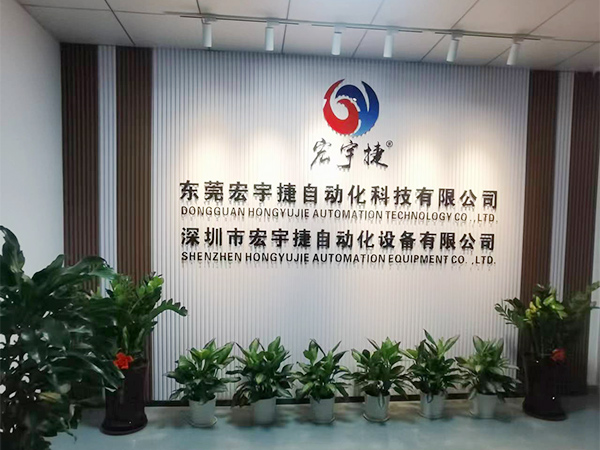 宏宇捷®
东莞宏宇捷自动化科技有限公司
DONGGUAN HONGYUJIE AUTOMATION TECHNOLOGY CO., LTD.
深圳市宏宇捷自动化设备有限公司
SHENZHEN HONGYUJIE AUTOMATION EQUIPMENT CO.,LTD.